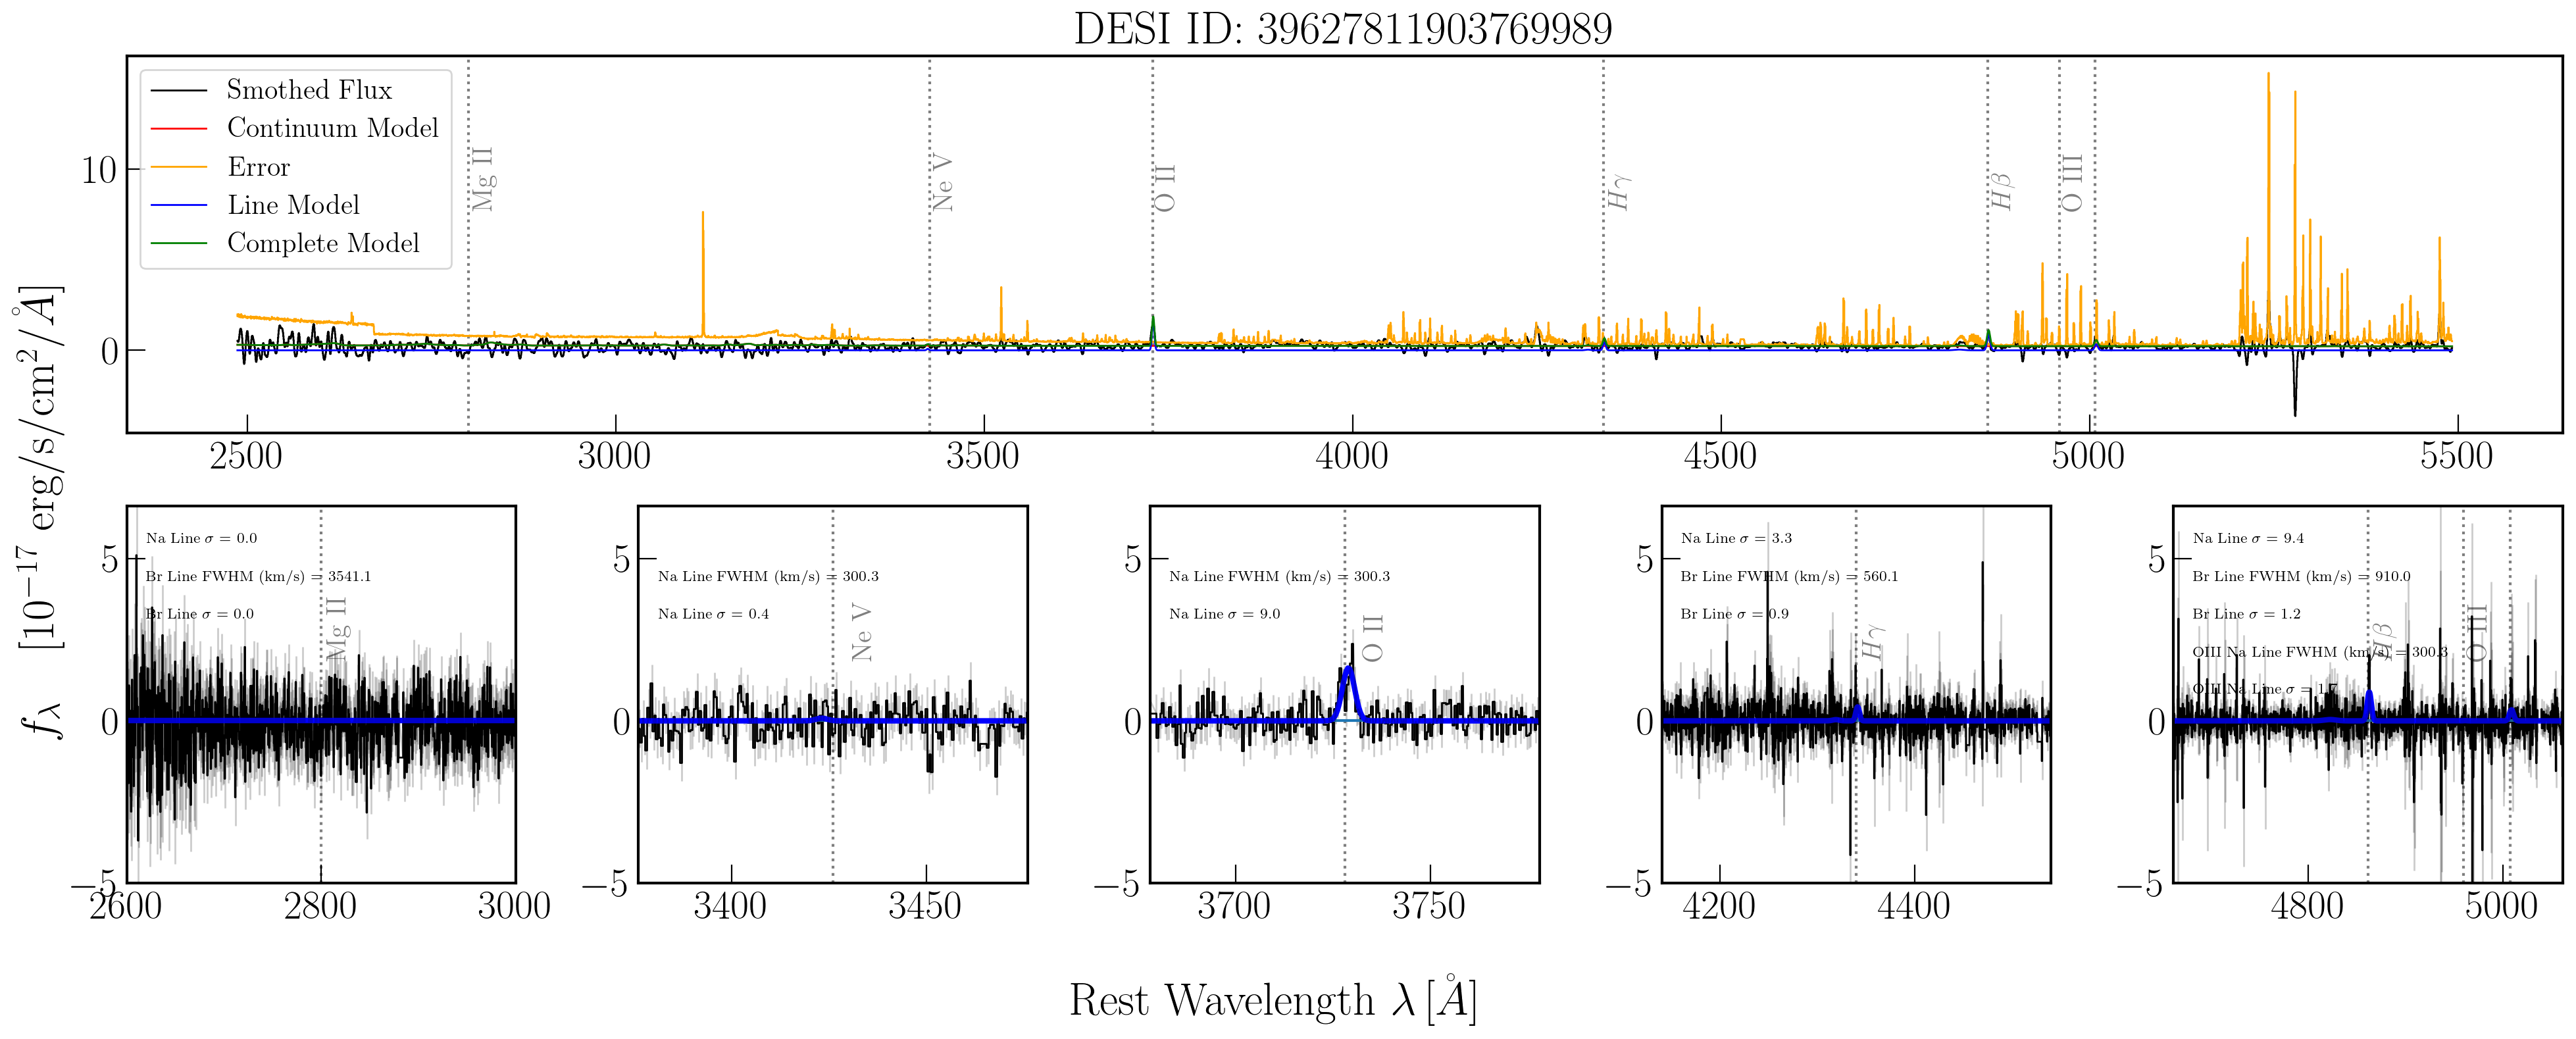 DESI ID: 39627811903769989
Smothed Flux
Continuum Model
Error
Line Model
Complete Model
Mg II
Ne V
O II
Hγ
Hβ
O III
10
0
2500 3000 3500 4000 4500 5000 5500
f_λ [10⁻¹⁷ erg/s/cm²/Å]
Na Line σ = 0.0
Br Line FWHM (km/s) = 3541.1
Br Line σ = 0.0
Mg II
5
0
−5
2600 2800 3000
Na Line FWHM (km/s) = 300.3
Na Line σ = 0.4
Ne V
5
0
−5
3400 3450
Na Line FWHM (km/s) = 300.3
Na Line σ = 9.0
O II
5
0
−5
3700 3750
Na Line σ = 3.3
Br Line FWHM (km/s) = 560.1
Br Line σ = 0.9
Hγ
5
0
−5
4200 4400
Na Line σ = 9.4
Br Line FWHM (km/s) = 910.0
Br Line σ = 1.2
OIII Na Line FWHM (km/s) = 300.3
OIII Na Line σ = 1.7
Hβ
O III
5
0
−5
4800 5000
Rest Wavelength λ [Å]